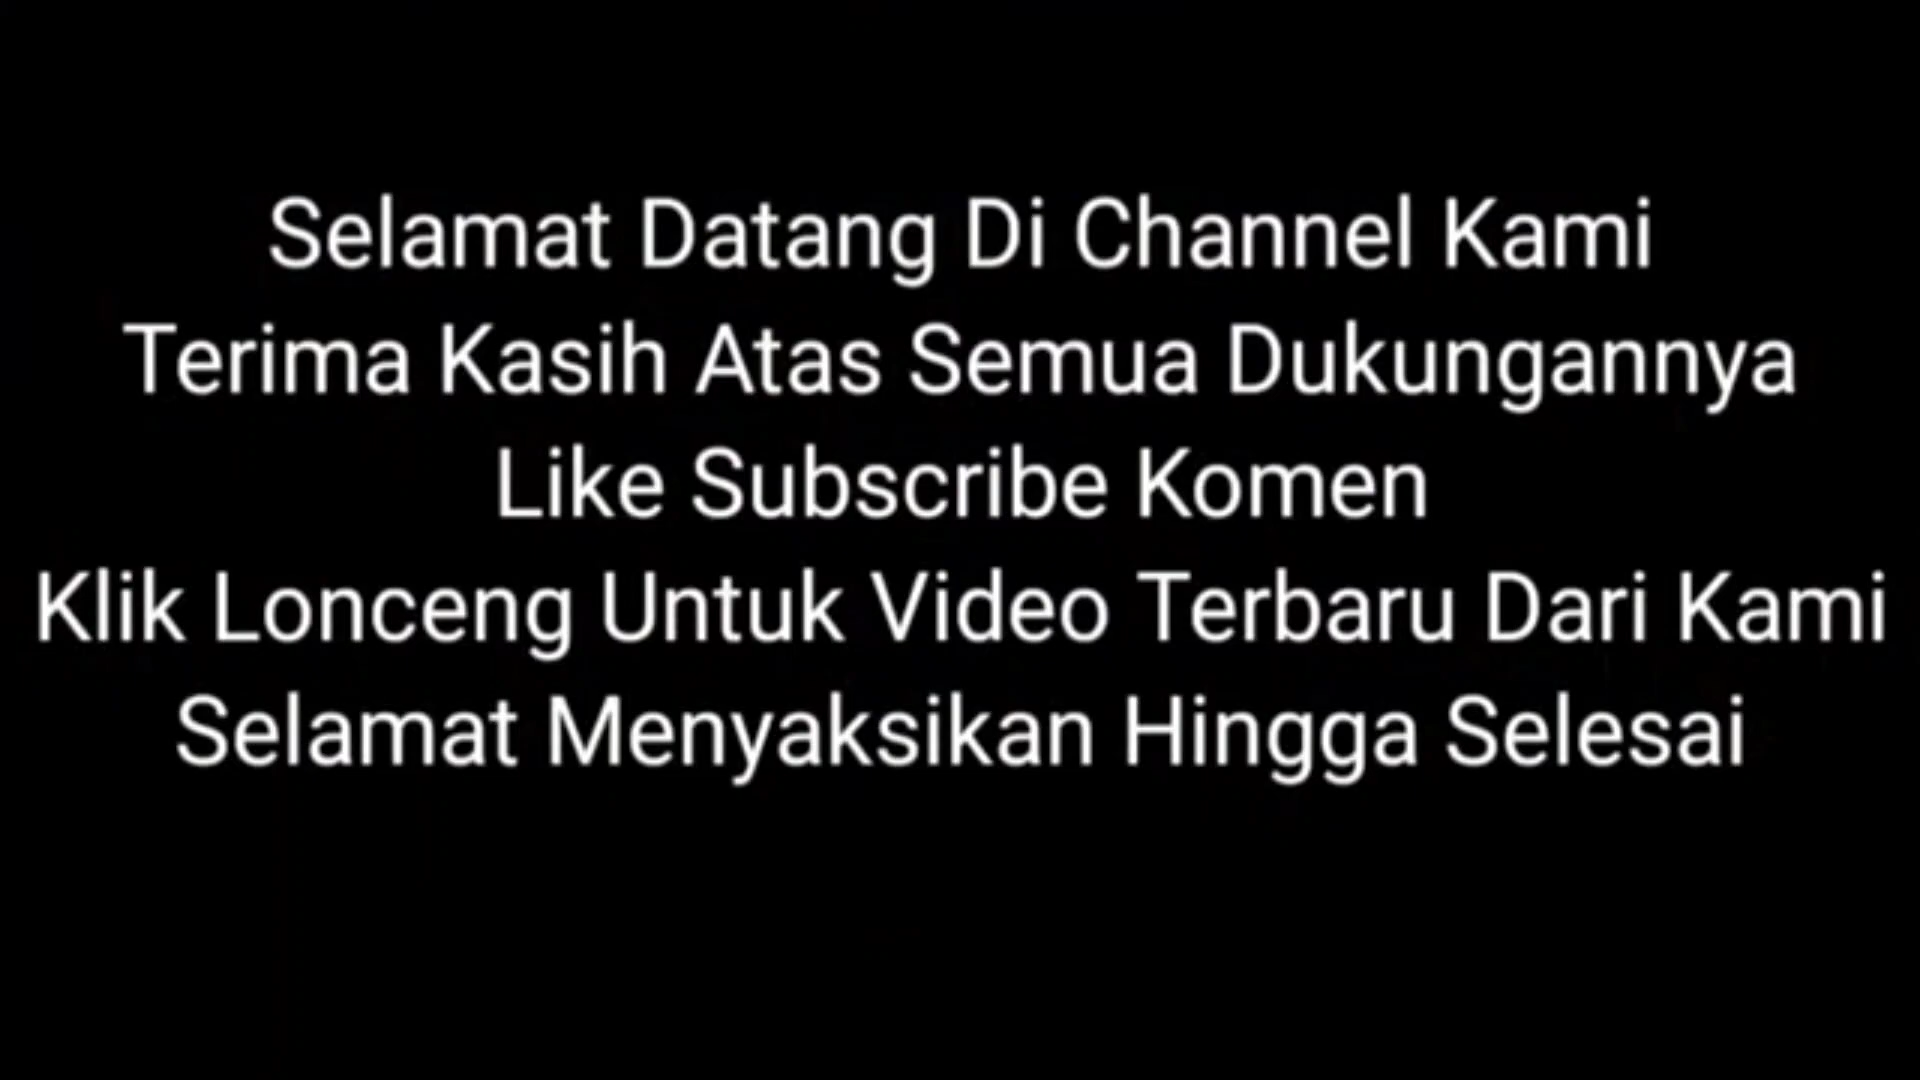 Selamat Datang Di Channel Kami
Terima Kasih Atas Semua Dukungannya
Like Subscribe Komen
Klik Lonceng Untuk Video Terbaru Dari Kami
Selamat Menyaksikan Hingga Selesai